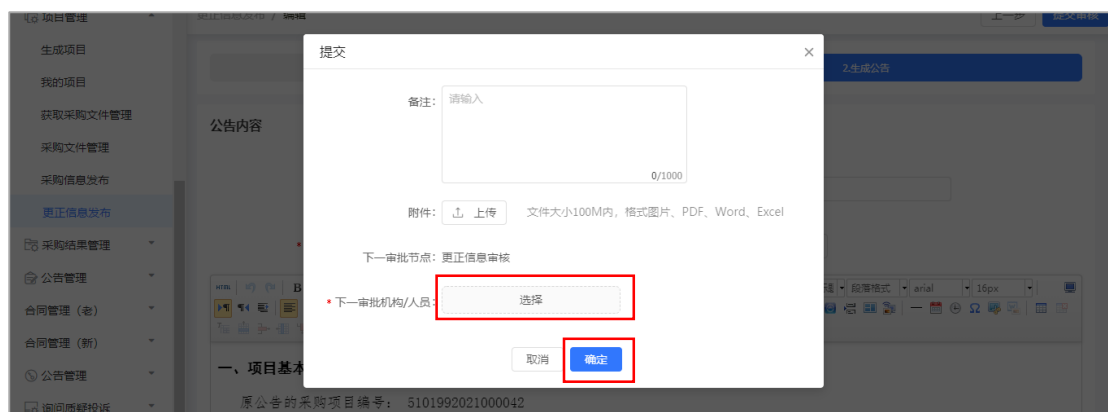 项目管理
更正信息发布 / 编辑
上一步
提交审核
生成项目
我的项目
获取采购文件管理
采购文件管理
采购信息发布
更正信息发布
采购结果管理
公告管理
合同管理（老）
合同管理（新）
公告管理
询问质疑投诉
2.生成公告
公告内容
提交
备注：
请输入
0/1000
附件：
上传
文件大小100M内，格式图片、PDF、Word、Excel
下一审批节点：更正信息审核
* 下一审批机构/人员：
选择
取消
确定
*
HTML
B
段落格式
arial
16px
一、项目基本
原公告的采购项目编号： 5101992021000042